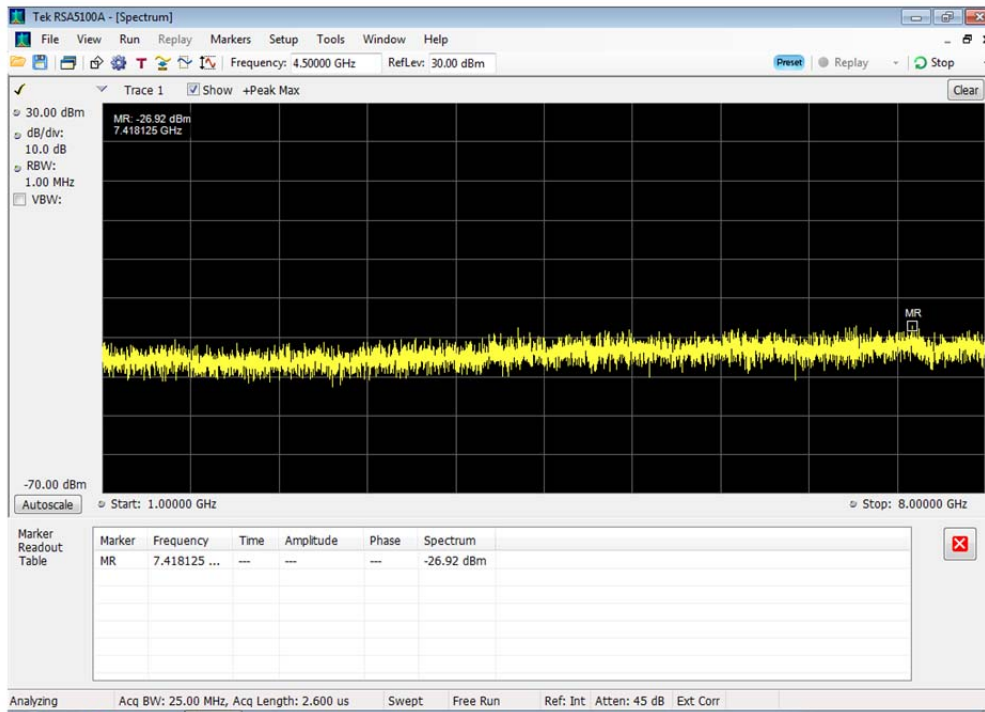 Tek RSA5100A - [Spectrum]
File View Run Replay Markers Setup Tools Window Help
T Frequency: 4.50000 GHz RefLev: 30.00 dBm Preset Replay Stop
Trace 1 Show +Peak Max Clear
30.00 dBm
dB/div:
10.0 dB
RBW:
1.00 MHz
VBW:
MR: -26.92 dBm
7.418125 GHz
MR
-70.00 dBm
Autoscale Start: 1.00000 GHz Stop: 8.00000 GHz
Marker
Readout
Table
Marker Frequency Time Amplitude Phase Spectrum
MR 7.418125 ... --- --- --- -26.92 dBm
Analyzing Acq BW: 25.00 MHz, Acq Length: 2.600 us Swept Free Run Ref: Int Atten: 45 dB Ext Corr